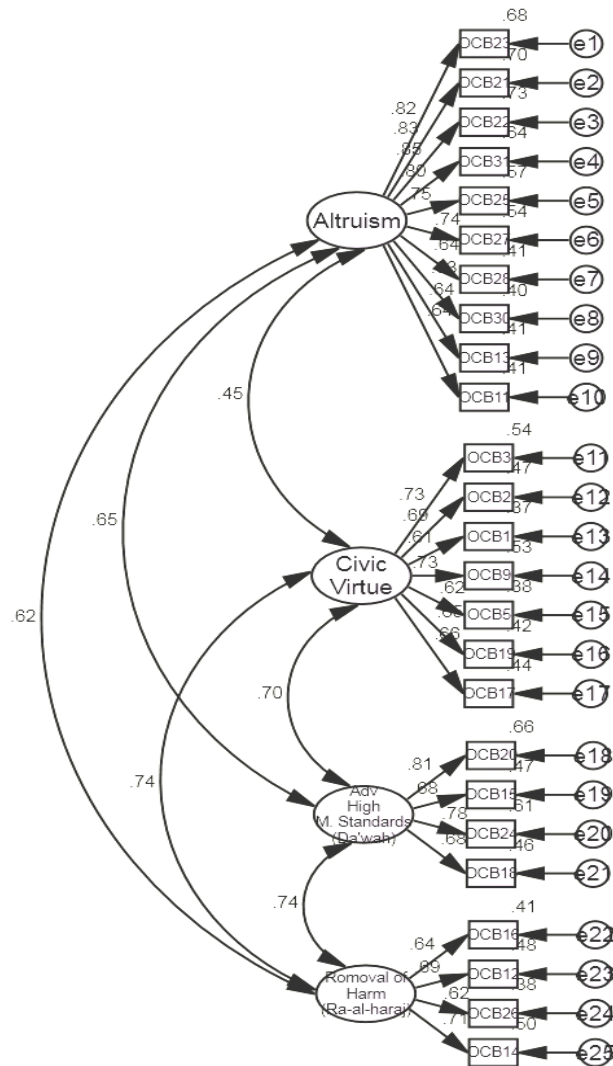 .68
OCB23 e1
.70
.82 OCB21 e2
.73
.83 OCB22 e3
.64
.85 OCB31 e4
.57
.80 OCB25 e5
.75 .54
Altruism .74 OCB27 e6
.64 .41
OCB28 e7
.64 .40
OCB30 e8
.64 .41
OCB13 e9
.41
.45 OCB11 e10
.54
OCB3 e11
.47
.73 OCB2 e12
.69 .37
.65 .61 OCB1 e13
.53
Civic .73 OCB9 e14
Virtue .62 .38
.62 OCB5 e15
.42
.66 OCB19 e16
.44
OCB17 e17
.70
.66
OCB20 e18
.74 .81 .47
Adv .68 OCB15 e19
High .61
M. Standards .78 OCB24 e20
(Da'wah) .68 .46
OCB18 e21
.74
.41
OCB16 e22
.64 .48
Romoval of .69 OCB12 e23
Harm .38
(Ra-al-haraj) .62 OCB26 e24
.71 .50
OCB14 e25